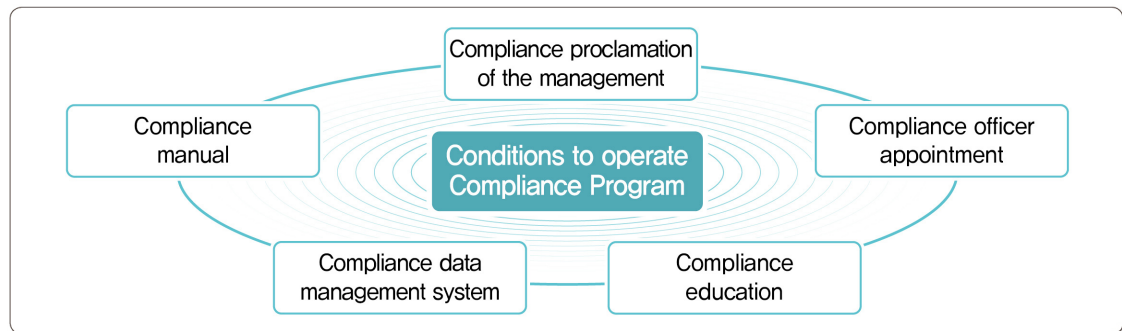 Compliance proclamation
of the management
Compliance
manual
Compliance officer
appointment
Conditions to operate
Compliance Program
Compliance data
management system
Compliance
education